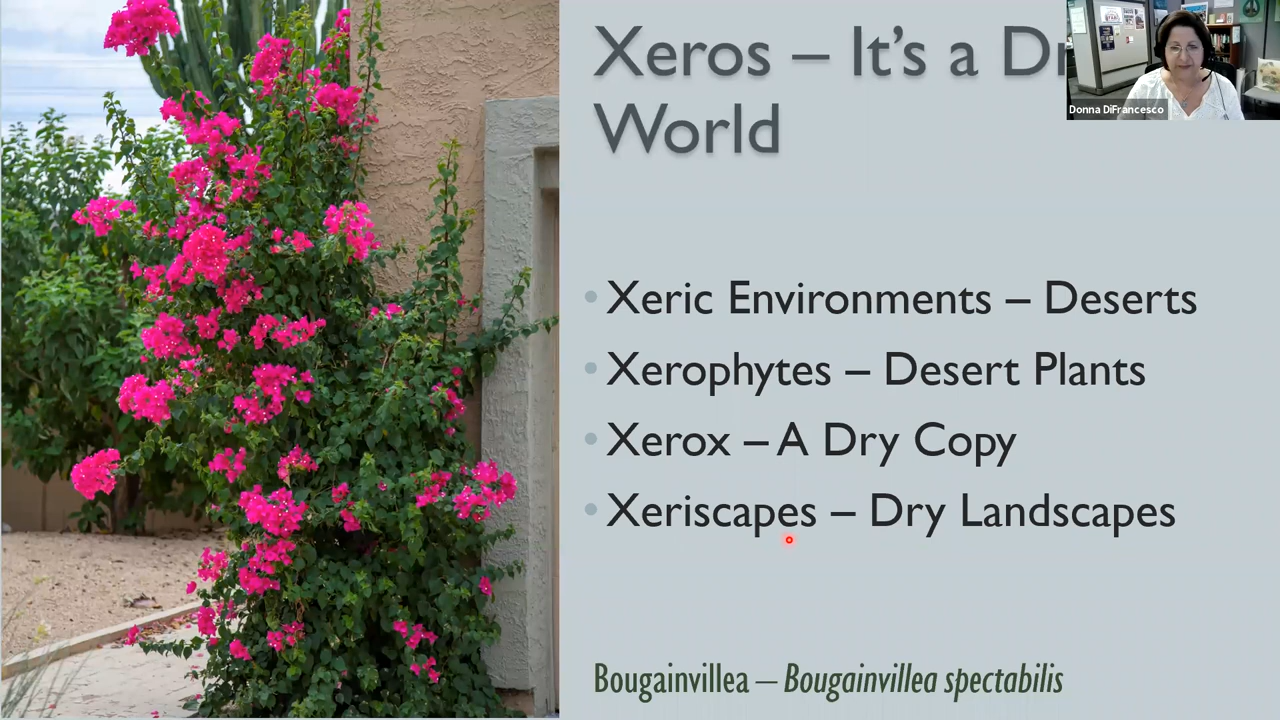 Xeros – It's a
World
Donna DiFrancesco
• Xeric Environments – Deserts
• Xerophytes – Desert Plants
• Xerox – A Dry Copy
• Xeriscapes – Dry Landscapes
Bougainvillea – Bougainvillea spectabilis